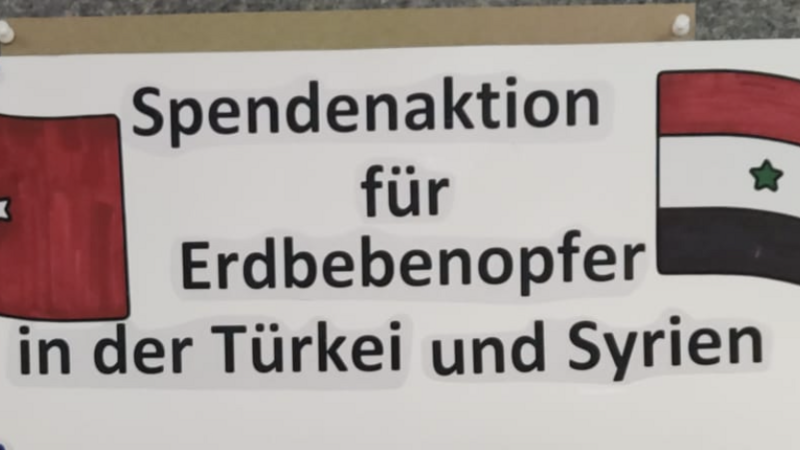 Spendenaktion
für
Erdbebenopfer
in der Türkei und Syrien